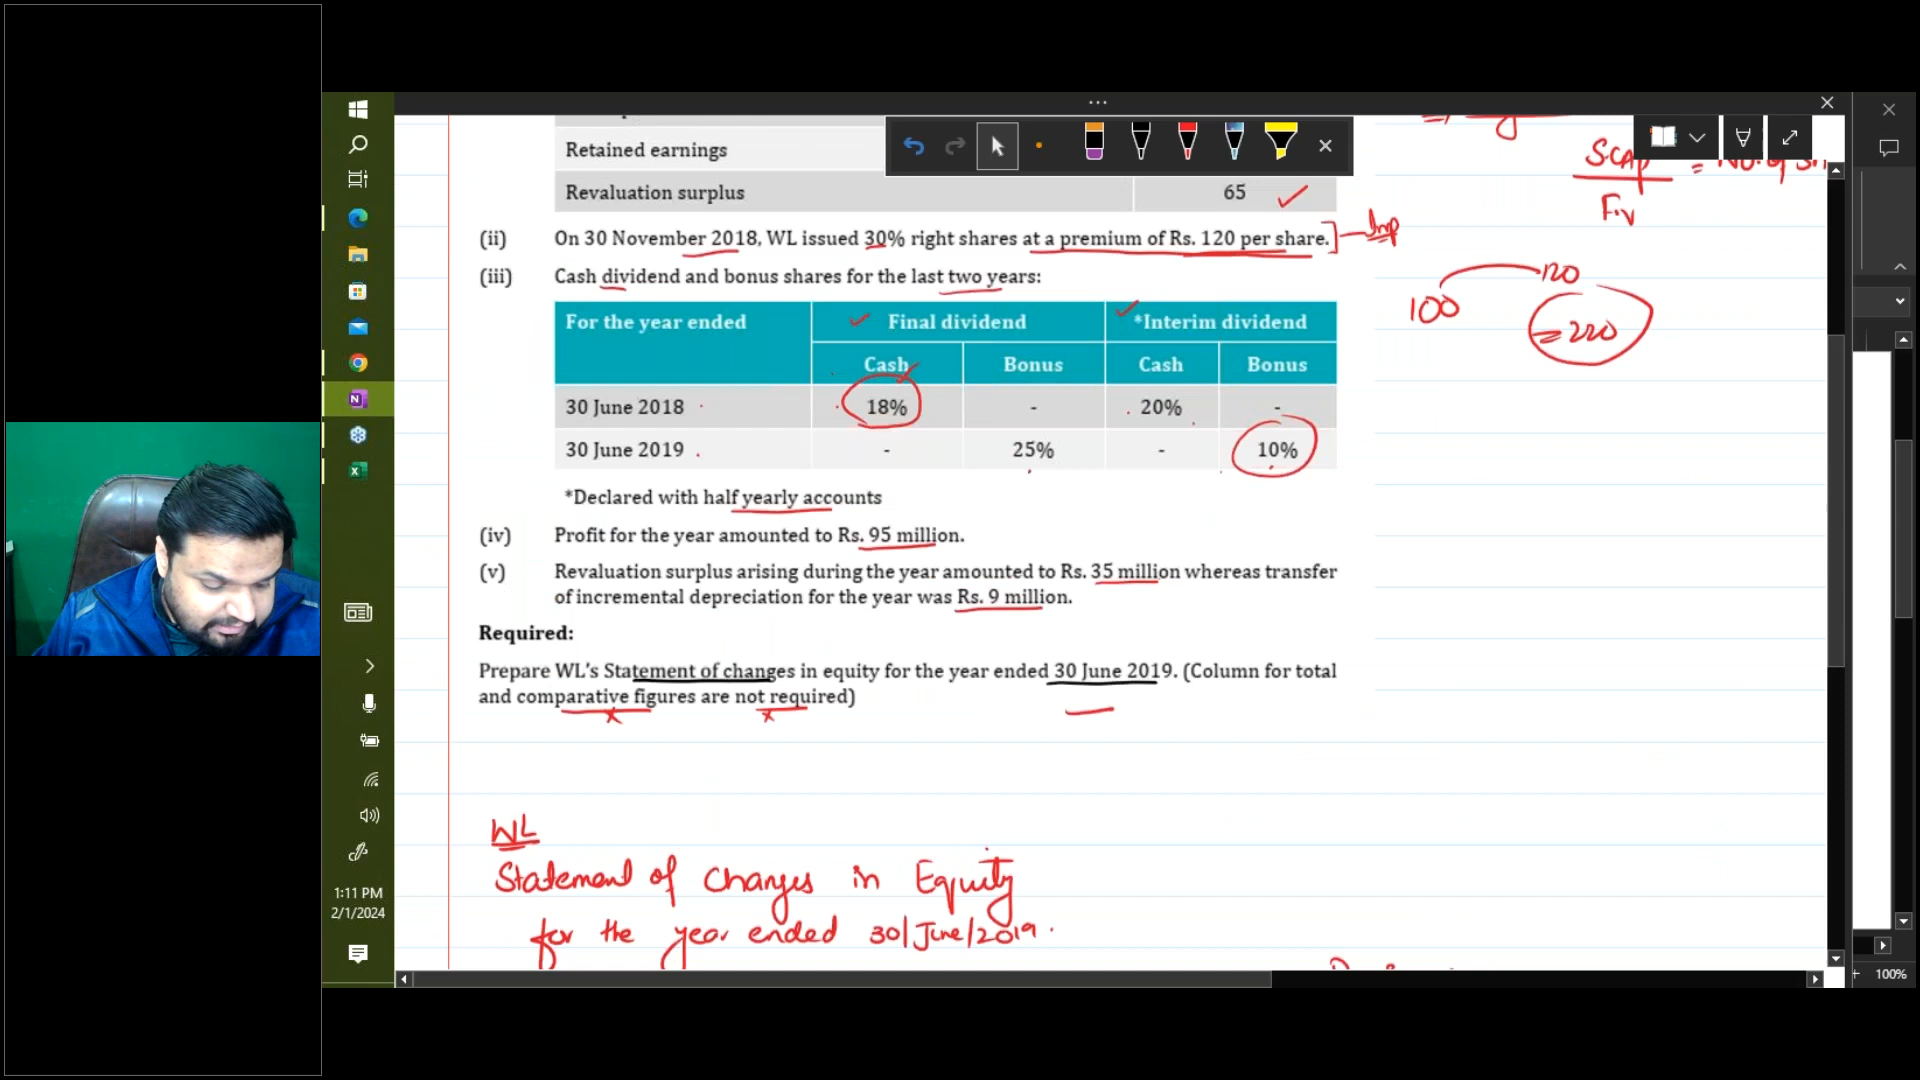 Retained earnings
Revaluation surplus 65
(ii) On 30 November 2018, WL issued 30% right shares at a premium of Rs. 120 per share. Imp
(iii) Cash dividend and bonus shares for the last two years:
For the year ended Final dividend *Interim dividend
Cash Bonus Cash Bonus
30 June 2018 18% - 20% -
30 June 2019 - 25% - 10%
*Declared with half yearly accounts
(iv) Profit for the year amounted to Rs. 95 million.
(v) Revaluation surplus arising during the year amounted to Rs. 35 million whereas transfer
of incremental depreciation for the year was Rs. 9 million.
Required:
Prepare WL's Statement of changes in equity for the year ended 30 June 2019. (Column for total
and comparative figures are not required)
WL
Statement of Changes in Equity
for the year ended 30/June/2019.
S.CAP = No. of
F.v
100 120
= 220
1:11 PM
2/1/2024
100%